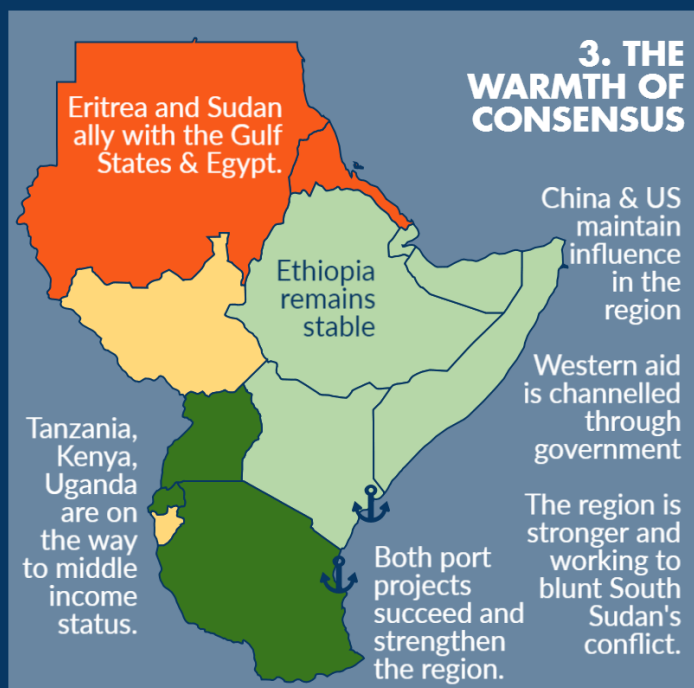 3. THE
WARMTH OF
CONSENSUS
Eritrea and Sudan
ally with the Gulf
States & Egypt.
China & US
maintain
influence
in the
region
Ethiopia
remains
stable
Western aid
is channelled
through
government
Tanzania,
Kenya,
Uganda
are on
the way
to middle
income
status.
The region is
stronger and
working to
blunt South
Sudan's
conflict.
Both port
projects
succeed and
strengthen
the region.